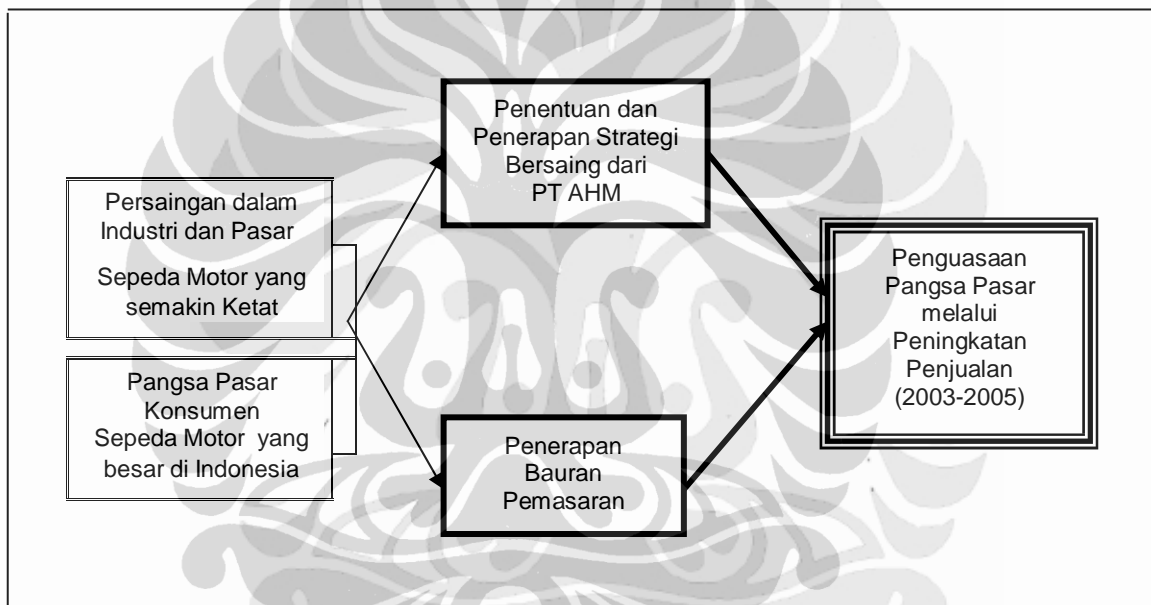 Persaingan dalam
Industri dan Pasar
Sepeda Motor yang
semakin Ketat
Pangsa Pasar
Konsumen
Sepeda Motor yang
besar di Indonesia
Penentuan dan
Penerapan Strategi
Bersaing dari
PT AHM
Penerapan
Bauran
Pemasaran
Penguasaan
Pangsa Pasar
melalui
Peningkatan
Penjualan
(2003-2005)